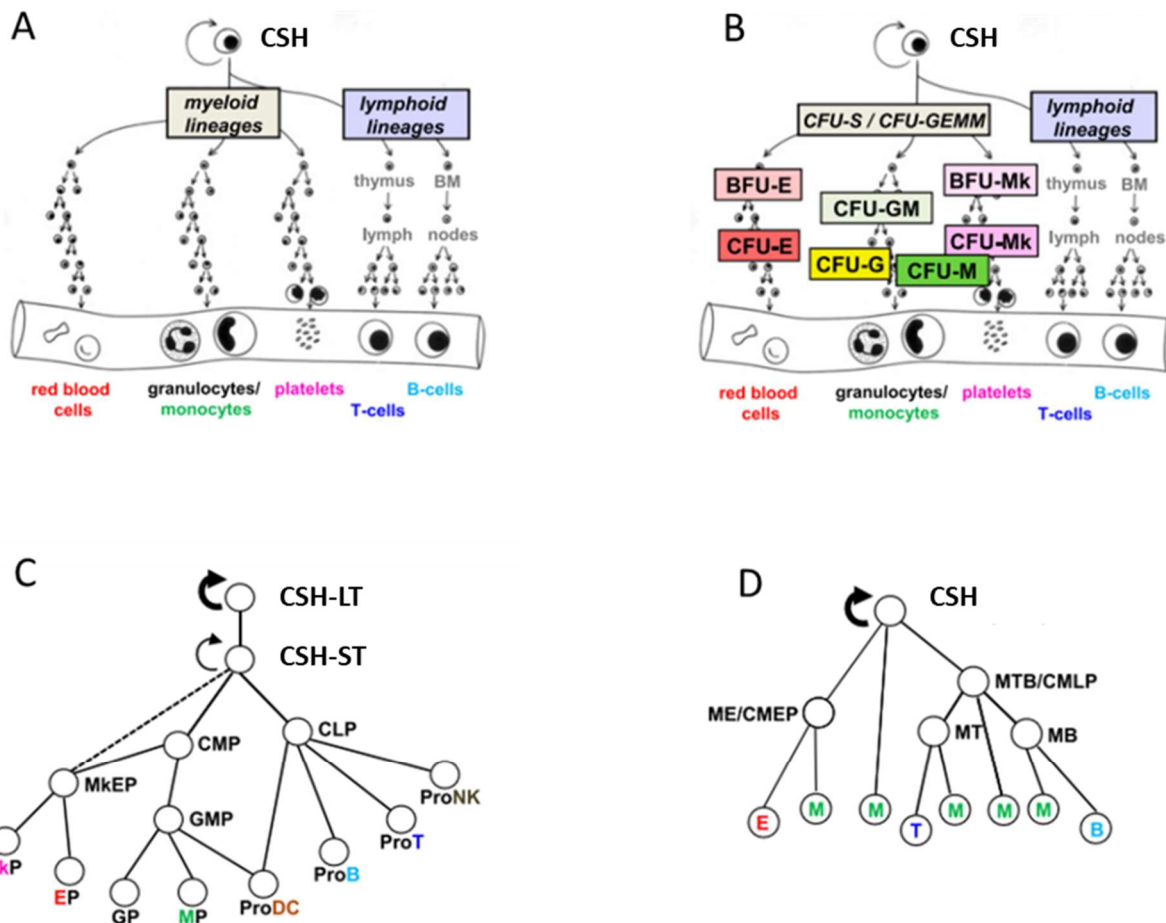 A
CSH
myeloid
lineages
lymphoid
lineages
thymus
BM
lymph
nodes
red blood
cells
granulocytes/
monocytes
platelets
T-cells
B-cells
B
CSH
CFU-S / CFU-GEMM
lymphoid
lineages
BFU-E
CFU-GM
BFU-Mk
thymus
BM
CFU-E
CFU-G
CFU-M
CFU-Mk
lymph
nodes
red blood
cells
granulocytes/
monocytes
platelets
T-cells
B-cells
C
CSH-LT
CSH-ST
CMP
CLP
MkEP
GMP
ProNK
ProT
ProB
kP
EP
GP
MP
ProDC
D
CSH
MTB/CMLP
ME/CMEP
MT
MB
E
M
M
T
M
M
M
B